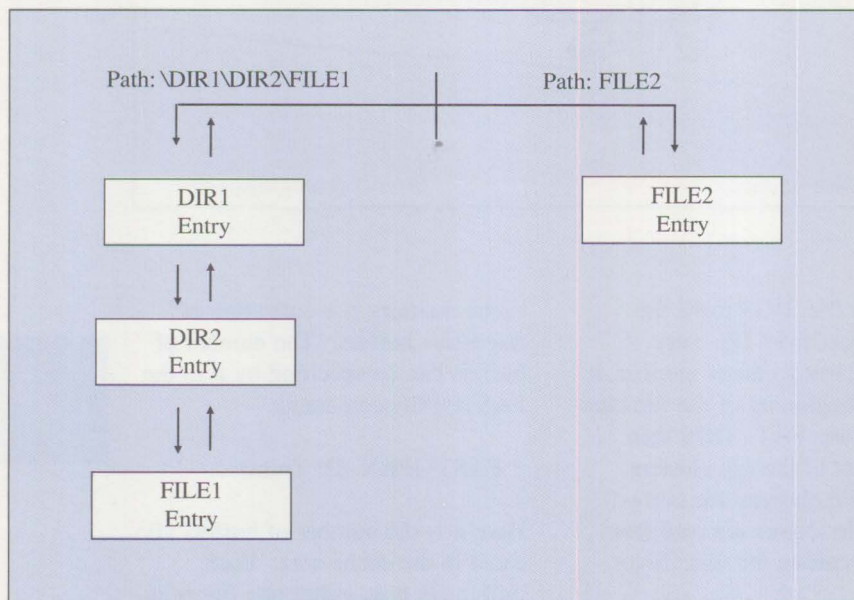 Path: \DIR1\DIR2\FILE1
Path: FILE2
DIR1
Entry
FILE2
Entry
DIR2
Entry
FILE1
Entry